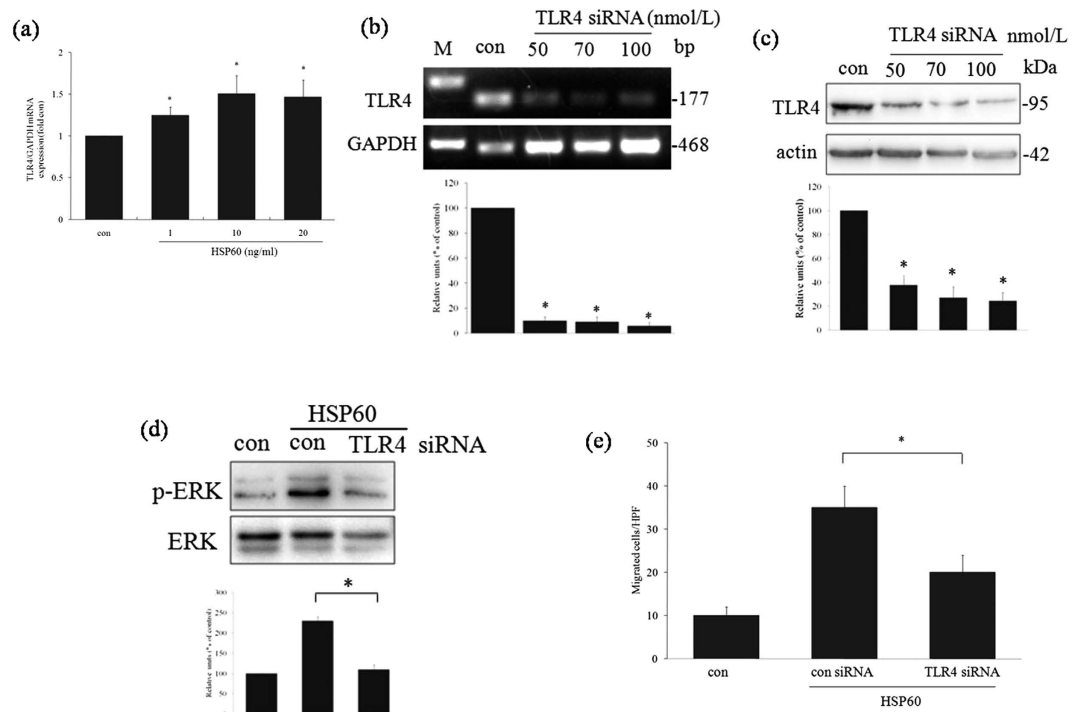 (a)
TLR4/GAPDH mRNA
expression (fold con)
2
1.5
1
0.5
0
con
1
10
20
HSP60 (ng/ml)
(b)
TLR4 siRNA (nmol/L)
M
con
50
70
100
bp
TLR4
-177
GAPDH
-468
Relative units (% of control)
120
100
80
60
40
20
0
*
*
*
(c)
TLR4 siRNA
nmol/L
con
50
70
100
kDa
TLR4
-95
actin
-42
Relative units (% of control)
120
100
80
60
40
20
0
*
*
*
(d)
HSP60
con
con
TLR4
siRNA
p-ERK
ERK
Relative units (% of control)
300
250
200
150
100
50
*
(e)
Migrated cells/HPF
50
40
30
20
10
0
*
con
con siRNA
TLR4 siRNA
HSP60